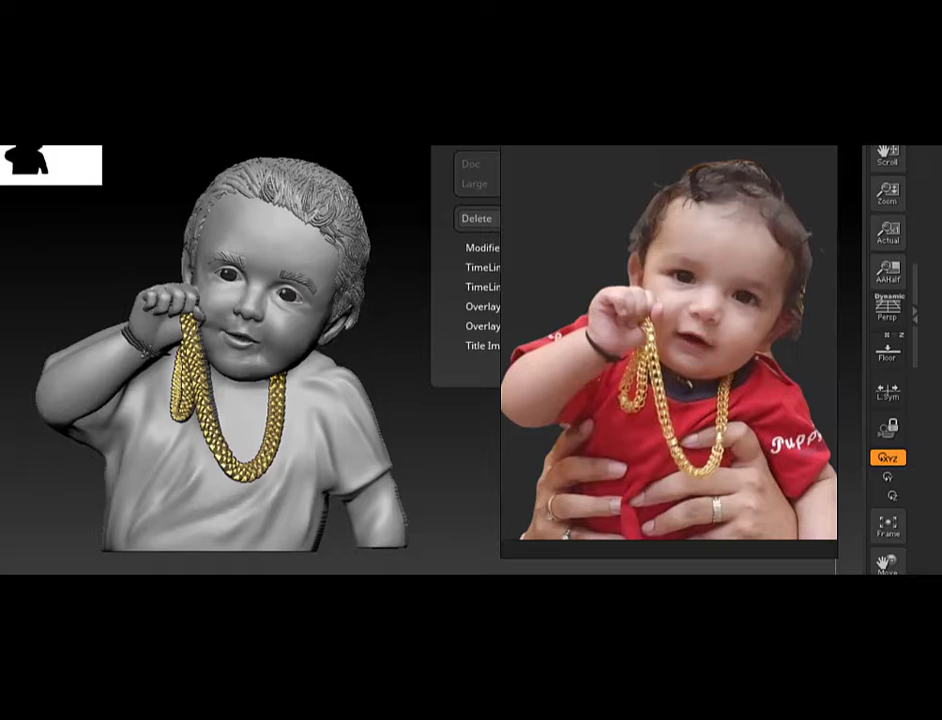 Doc
Large
Delete
Modifie
TimeLin
TimeLin
Overlay
Overlay
Title Im
Puppy
Scroll
Zoom
Actual
AAHalf
Dynamic
Persp
Floor
L.Sym
XYZ
Frame
Move